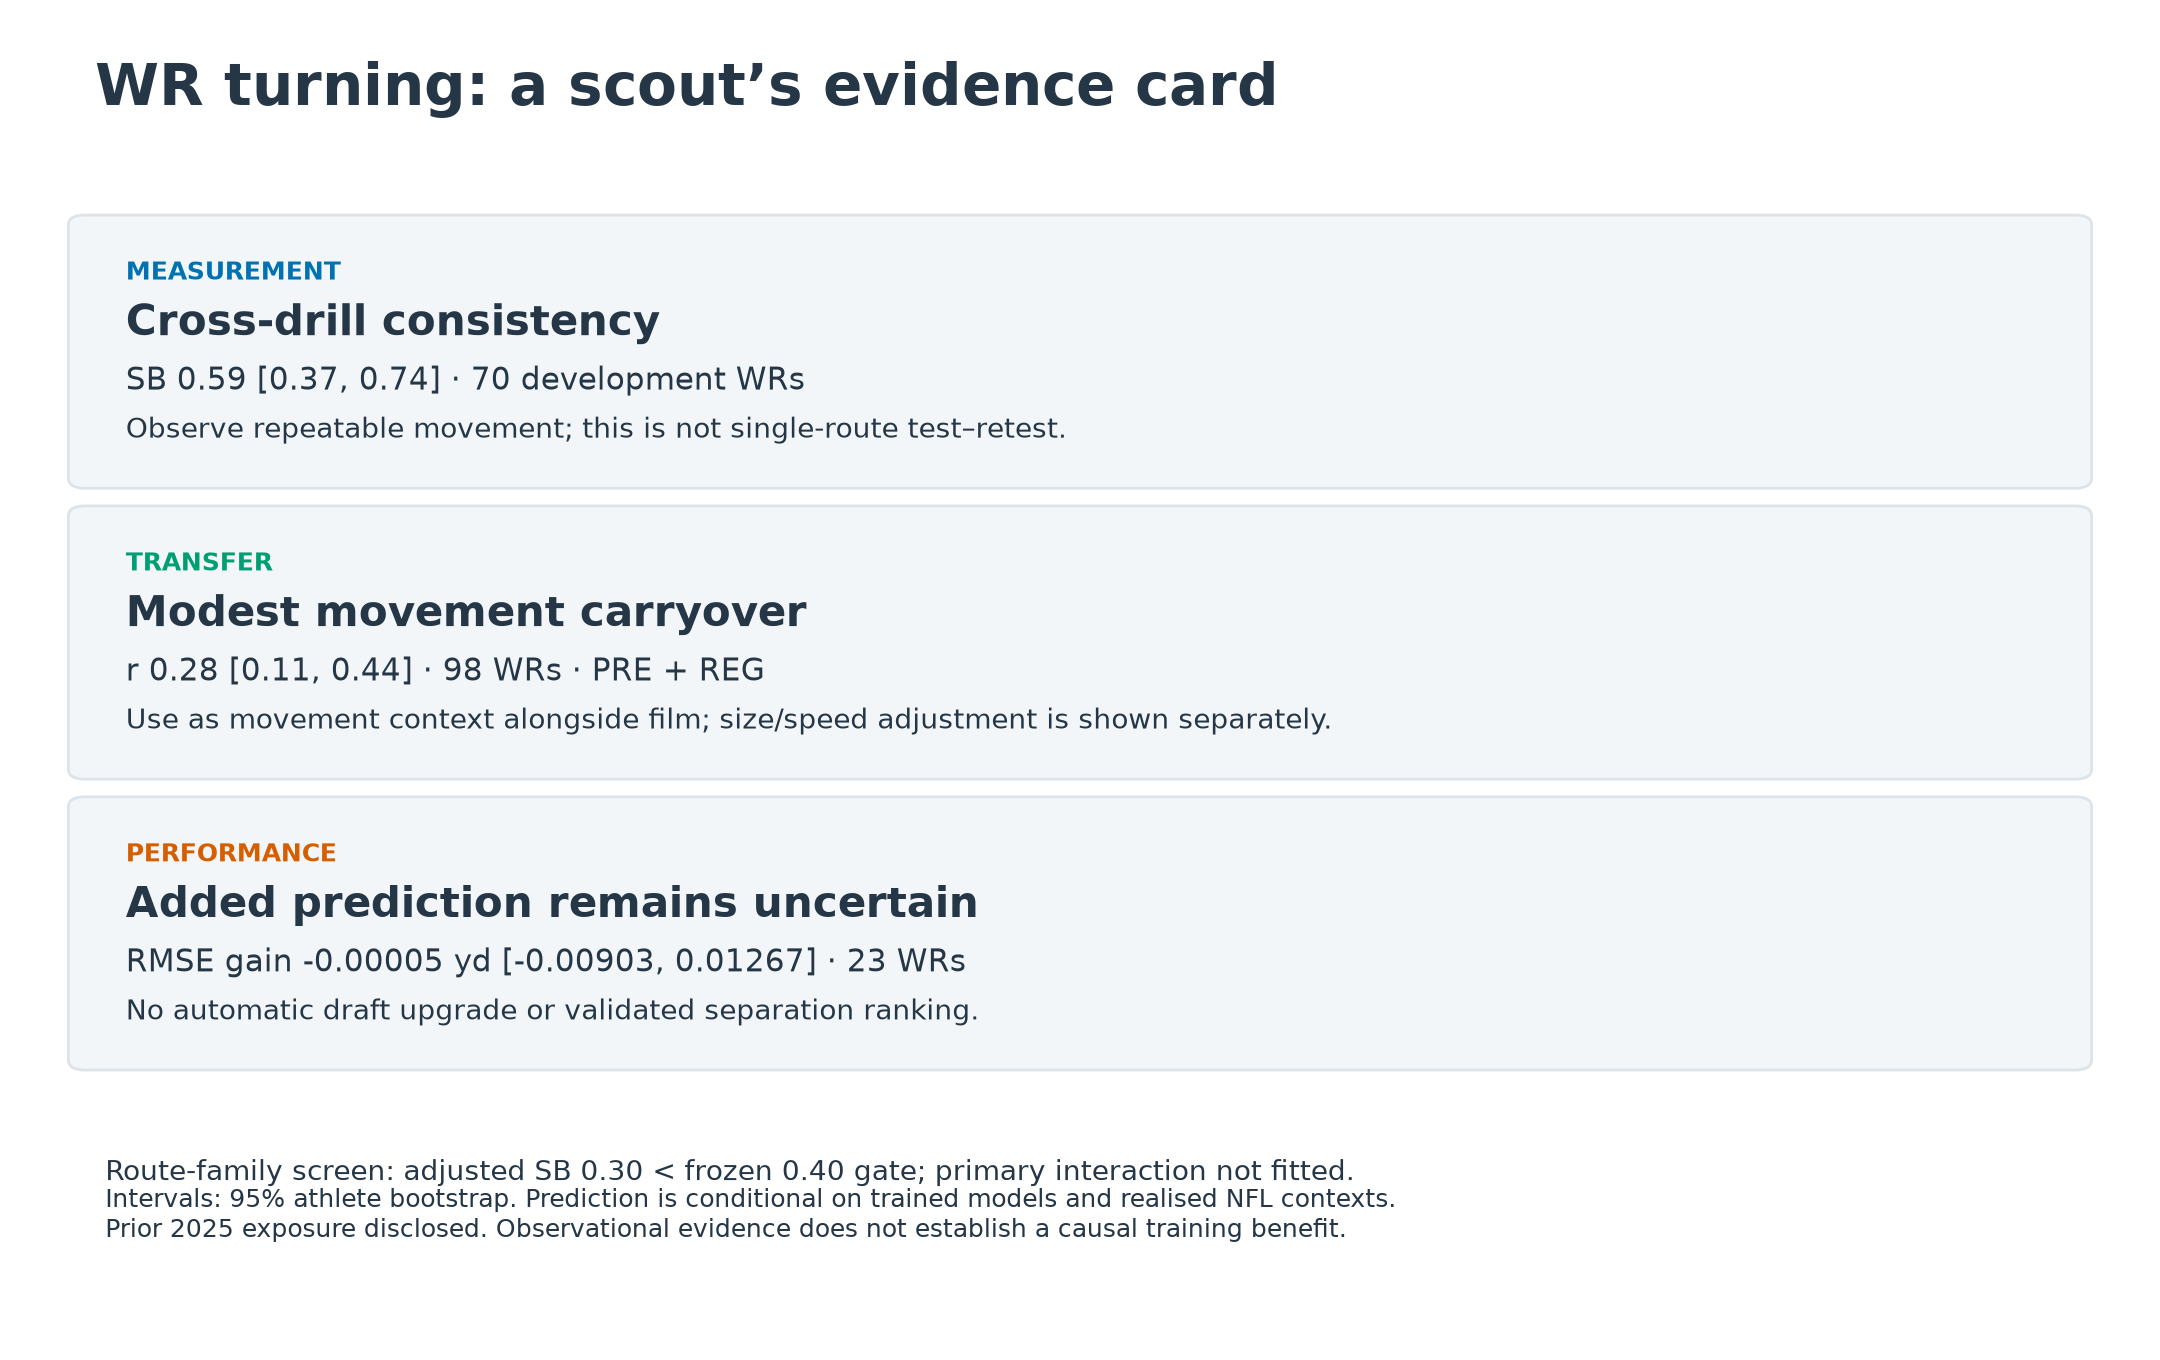 WR turning: a scout’s evidence card
MEASUREMENT
Cross-drill consistency
SB 0.59 [0.37, 0.74] · 70 development WRs
Observe repeatable movement; this is not single-route test–retest.
TRANSFER
Modest movement carryover
r 0.28 [0.11, 0.44] · 98 WRs · PRE + REG
Use as movement context alongside film; size/speed adjustment is shown separately.
PERFORMANCE
Added prediction remains uncertain
RMSE gain -0.00005 yd [-0.00903, 0.01267] · 23 WRs
No automatic draft upgrade or validated separation ranking.
Route-family screen: adjusted SB 0.30 < frozen 0.40 gate; primary interaction not fitted.
Intervals: 95% athlete bootstrap. Prediction is conditional on trained models and realised NFL contexts.
Prior 2025 exposure disclosed. Observational evidence does not establish a causal training benefit.